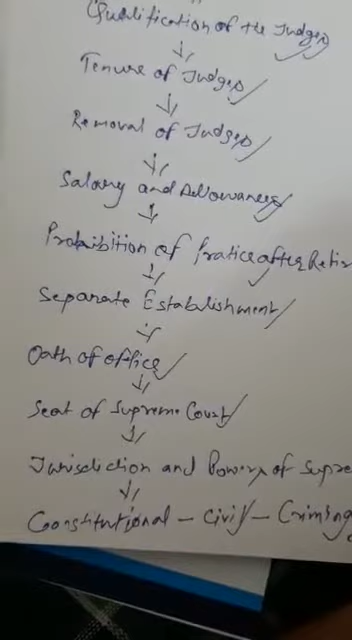 Qualification of the Judges
Tenure of Judges
Removal of Judges
Salary and Allowances
Prohibition of Pratice after Retir
Separate Establishment
Oath of office
Seat of Supreme Court
Jurisdiction and Powers of Supre
Constitutional - Civil - Criming